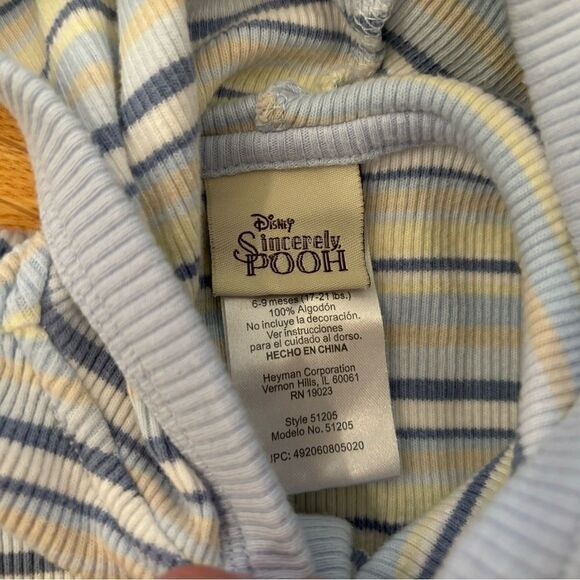 Disney
Sincerely,
POOH
6-9 meses (17-21 lbs.)
100% Algodón
No incluye la decoración.
Ver instrucciones
para el cuidado al dorso.
HECHO EN CHINA
Heyman Corporation
Vernon Hills, IL 60061
RN 19023
Style 51205
Modelo No. 51205
UPC: 492060805020